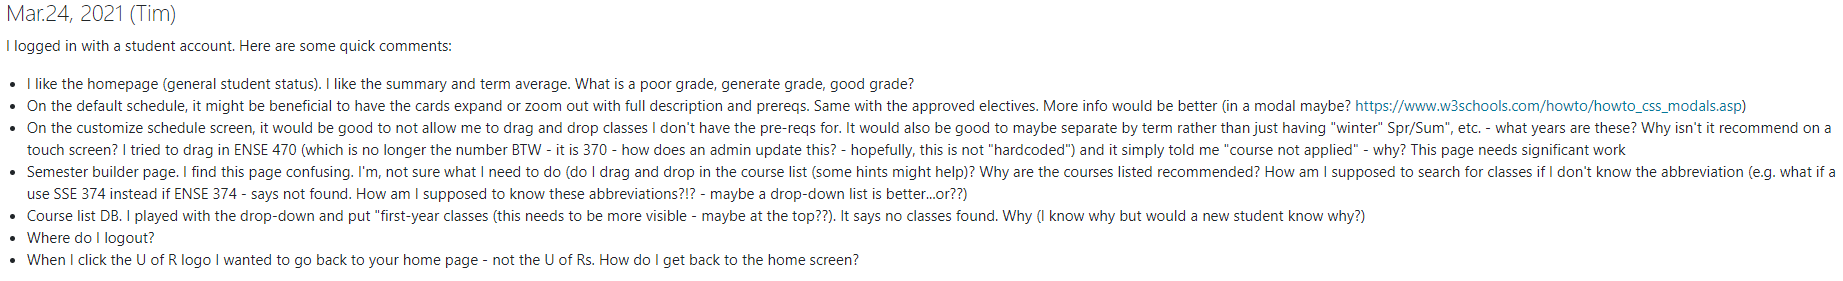 Mar.24, 2021 (Tim)
I logged in with a student account. Here are some quick comments:
• I like the homepage (general student status). I like the summary and term average. What is a poor grade, generate grade, good grade?
• On the default schedule, it might be beneficial to have the cards expand or zoom out with full description and prereqs. Same with the approved electives. More info would be better (in a modal maybe? https://www.w3schools.com/howto/howto_css_modals.asp)
• On the customize schedule screen, it would be good to not allow me to drag and drop classes I don't have the pre-reqs for. It would also be good to maybe separate by term rather than just having "winter" Spr/Sum", etc. - what years are these? Why isn't it recommend on a
touch screen? I tried to drag in ENSE 470 (which is no longer the number BTW - it is 370 - how does an admin update this? - hopefully, this is not "hardcoded") and it simply told me "course not applied" - why? This page needs significant work
• Semester builder page. I find this page confusing. I'm, not sure what I need to do (do I drag and drop in the course list (some hints might help)? Why are the courses listed recommended? How am I supposed to search for classes if I don't know the abbreviation (e.g. what if a
use SSE 374 instead if ENSE 374 - says not found. How am I supposed to know these abbreviations?!? - maybe a drop-down list is better...or??)
• Course list DB. I played with the drop-down and put "first-year classes (this needs to be more visible - maybe at the top??). It says no classes found. Why (I know why but would a new student know why?)
• Where do I logout?
• When I click the U of R logo I wanted to go back to your home page - not the U of Rs. How do I get back to the home screen?